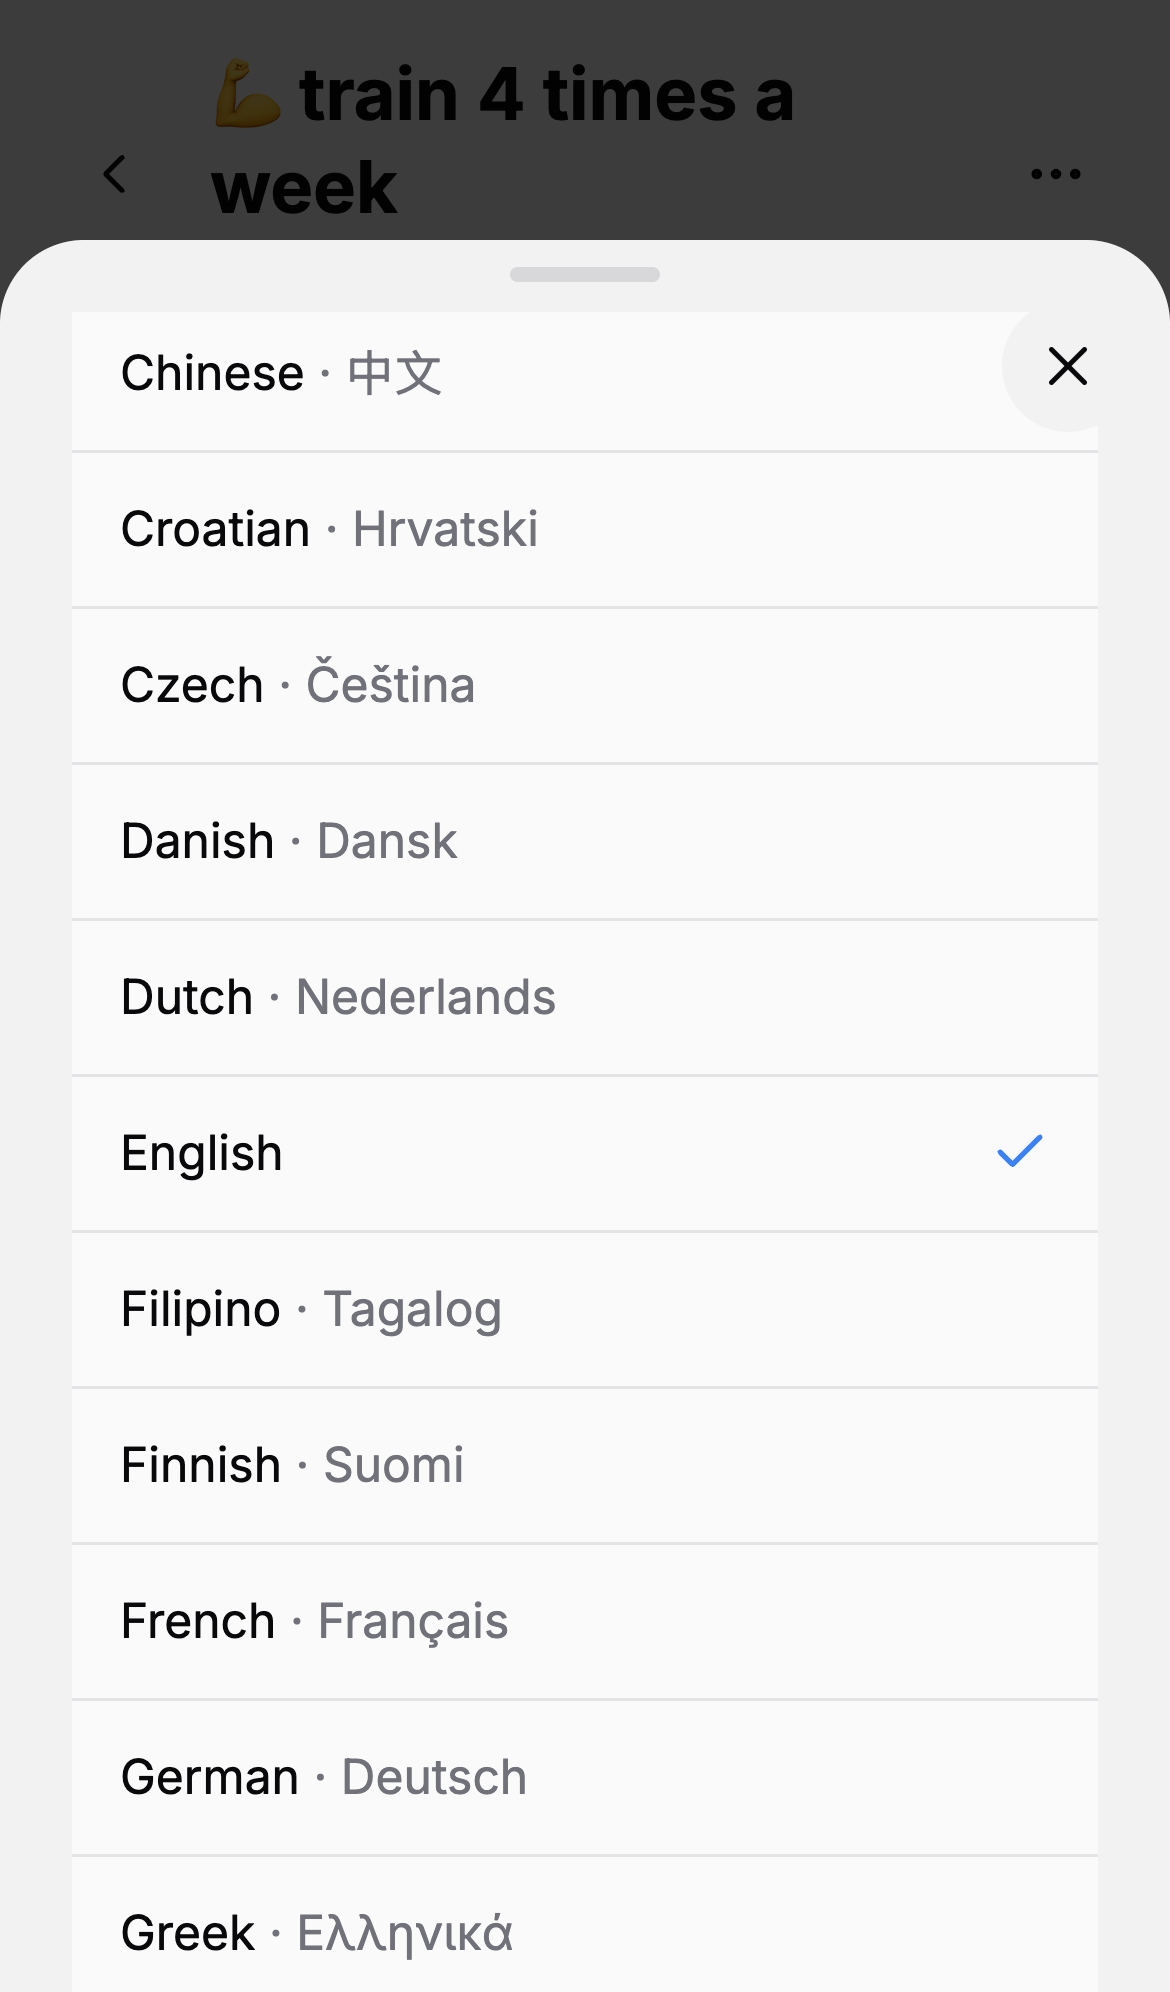 💪 train 4 times a
week
Chinese · 中文
Croatian · Hrvatski
Czech · Čeština
Danish · Dansk
Dutch · Nederlands
English
Filipino · Tagalog
Finnish · Suomi
French · Français
German · Deutsch
Greek · Ελληνικά